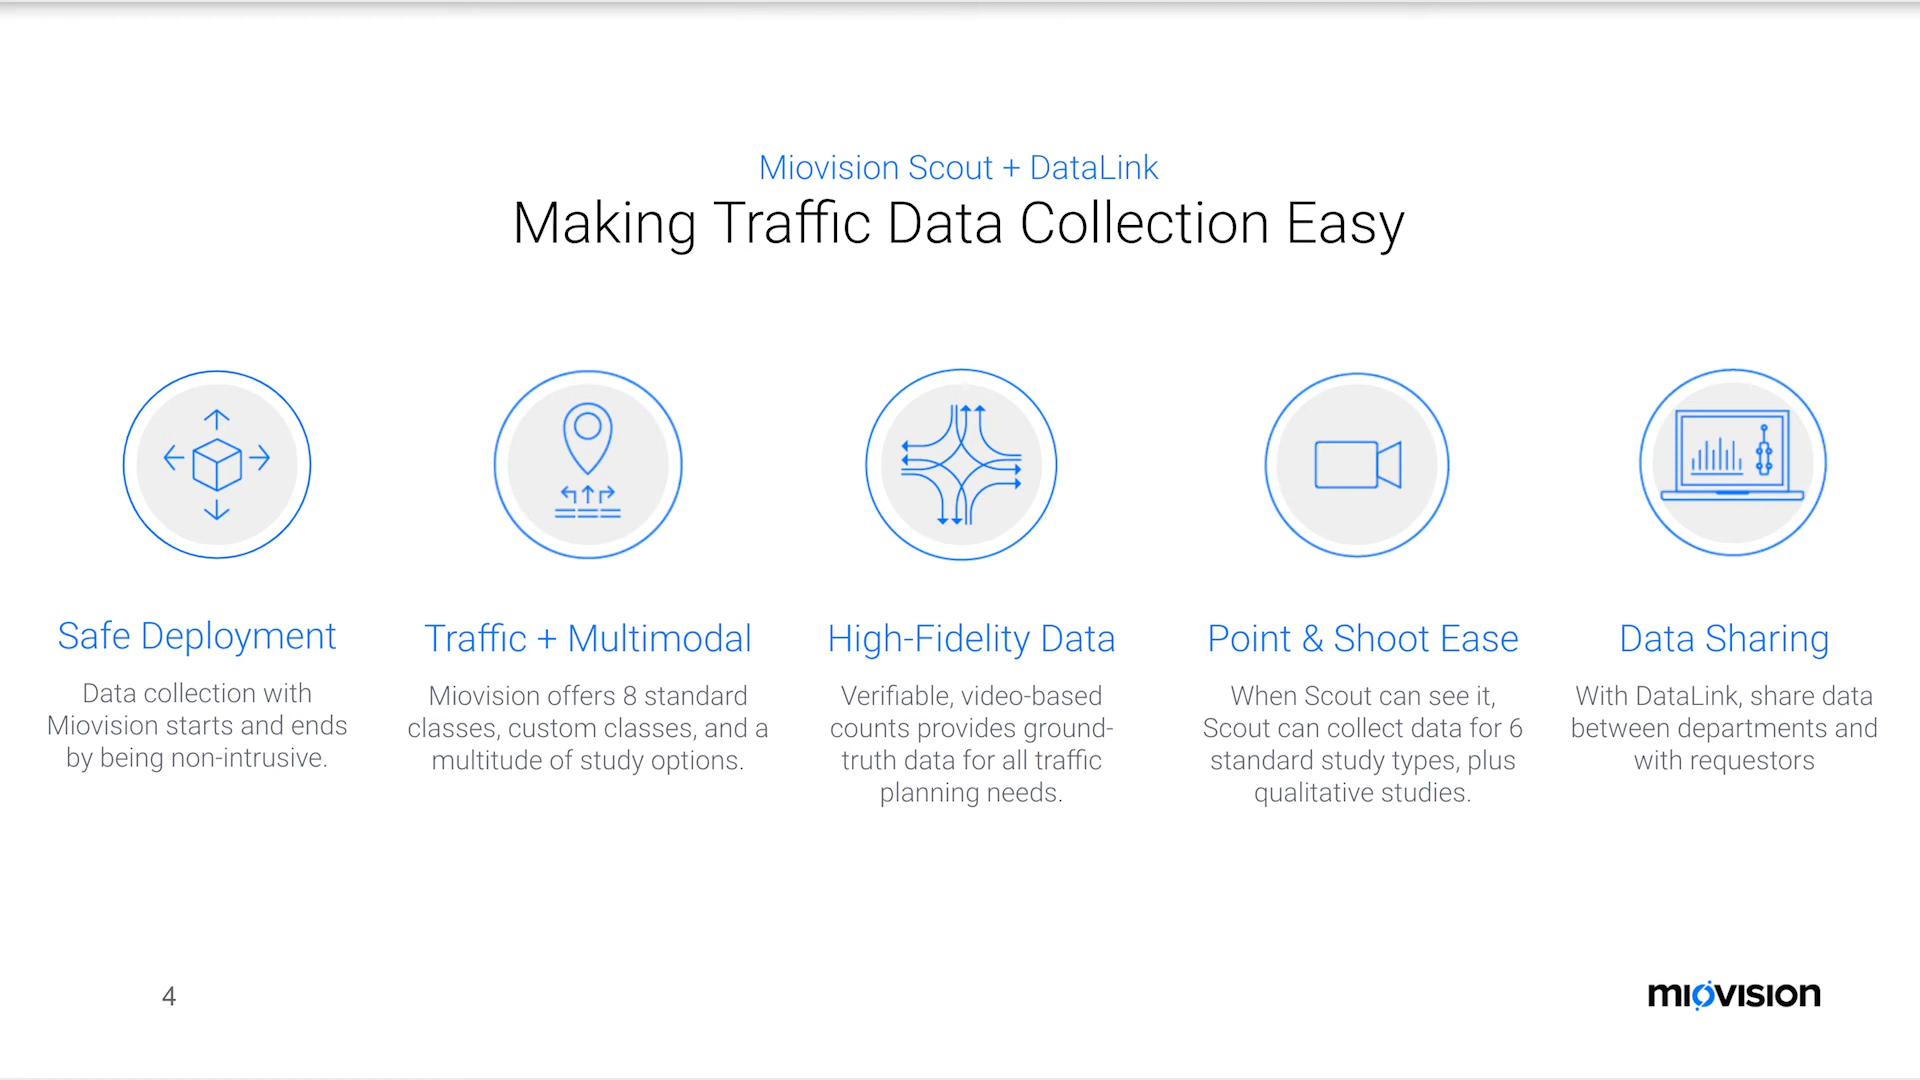 Miovision Scout + DataLink
Making Traffic Data Collection Easy
Safe Deployment
Data collection with
Miovision starts and ends
by being non-intrusive.
Traffic + Multimodal
Miovision offers 8 standard
classes, custom classes, and a
multitude of study options.
High-Fidelity Data
Verifiable, video-based
counts provides ground-
truth data for all traffic
planning needs.
Point & Shoot Ease
When Scout can see it,
Scout can collect data for 6
standard study types, plus
qualitative studies.
Data Sharing
With DataLink, share data
between departments and
with requestors
4
miovision